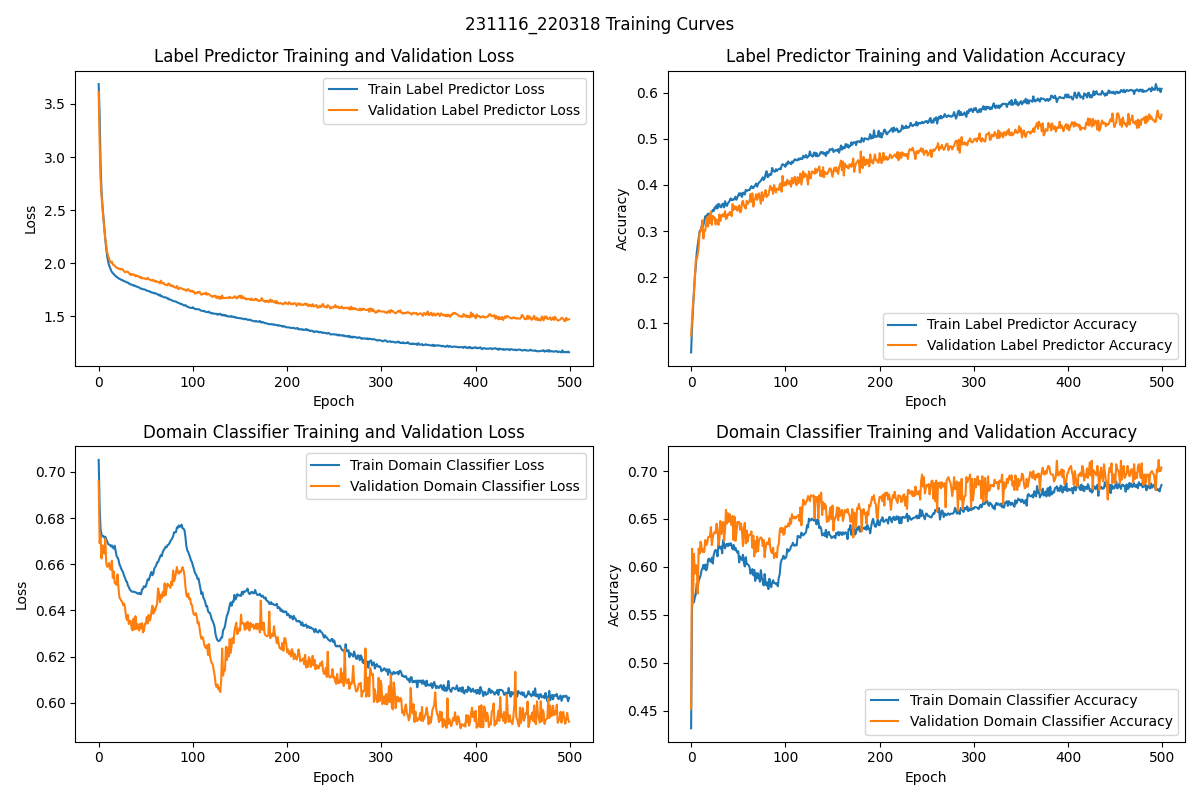 231116_220318 Training Curves
Label Predictor Training and Validation Loss
Train Label Predictor Loss
Validation Label Predictor Loss
3.5
3.0
2.5
2.0
1.5
Loss
0 100 200 300 400 500
Epoch
Label Predictor Training and Validation Accuracy
0.6
0.5
0.4
0.3
0.2
0.1
Accuracy
Train Label Predictor Accuracy
Validation Label Predictor Accuracy
0 100 200 300 400 500
Epoch
Domain Classifier Training and Validation Loss
Train Domain Classifier Loss
Validation Domain Classifier Loss
0.70
0.68
0.66
0.64
0.62
0.60
Loss
0 100 200 300 400 500
Epoch
Domain Classifier Training and Validation Accuracy
0.70
0.65
0.60
0.55
0.50
0.45
Accuracy
Train Domain Classifier Accuracy
Validation Domain Classifier Accuracy
0 100 200 300 400 500
Epoch